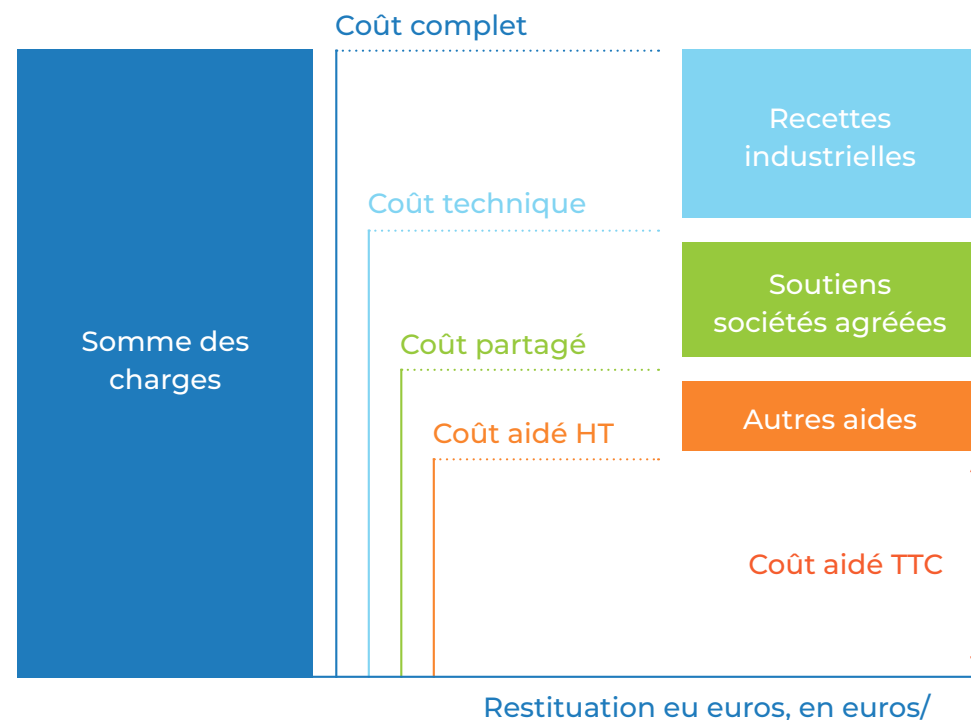 Coût complet
Recettes
industrielles
Coût technique
Soutiens
sociétés agréées
Somme des
charges
Coût partagé
Autres aides
Coût aidé HT
Coût aidé TTC
Restituation eu euros, en euros/